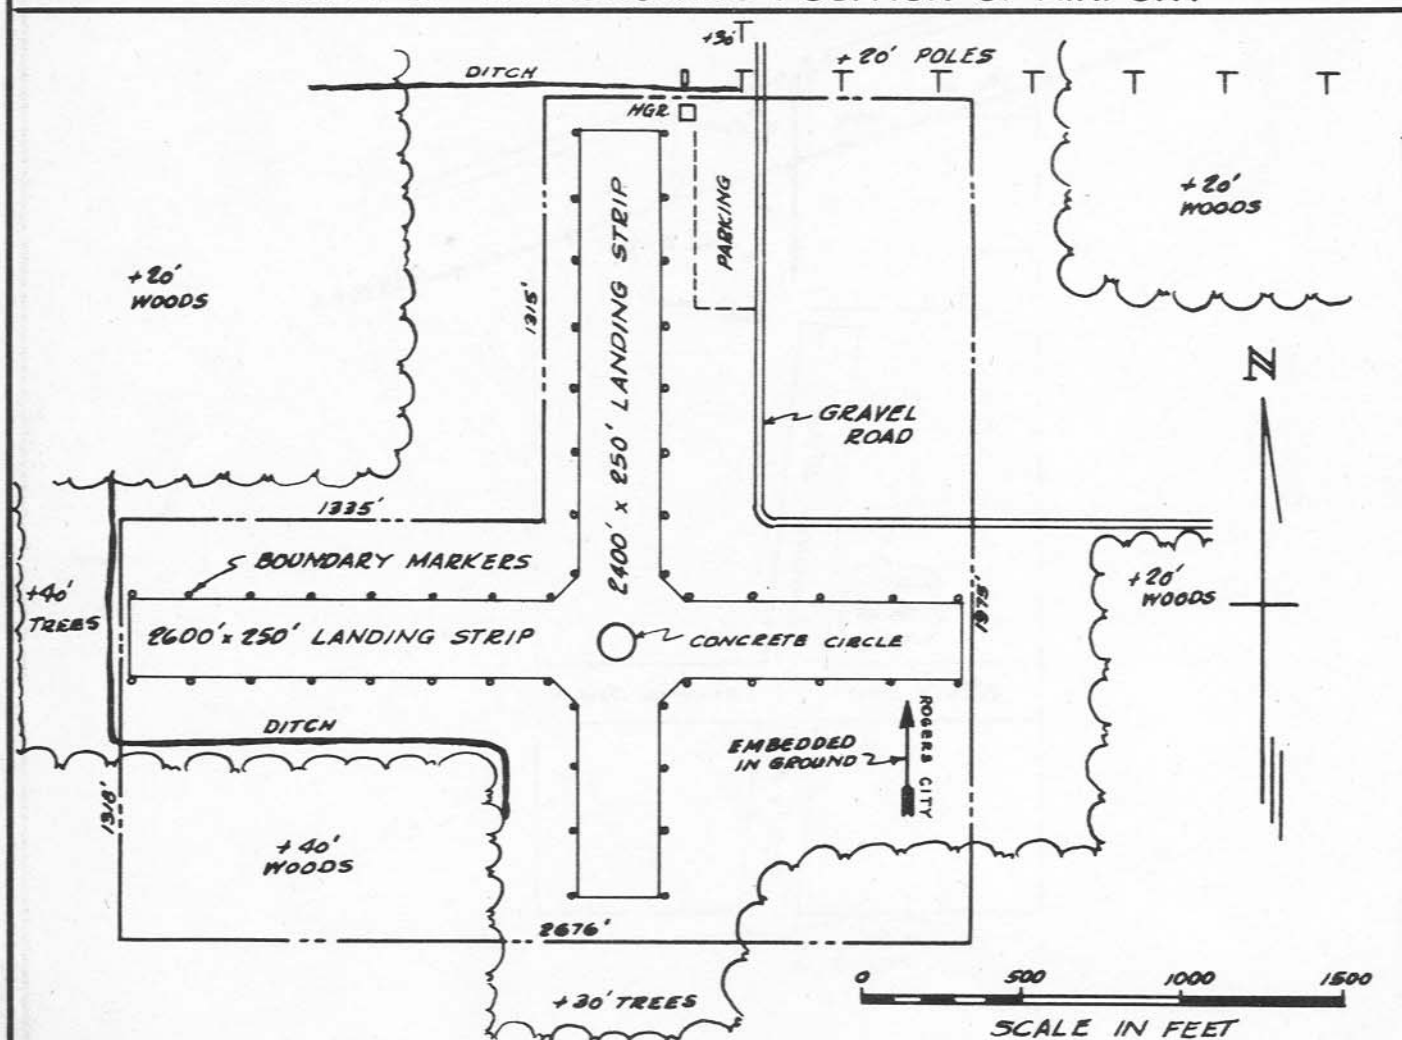 +30'
+20' POLES
DITCH
HGR
PARKING
2400' x 250' LANDING STRIP
1315'
+20'
WOODS
+20'
WOODS
N
GRAVEL
ROAD
1335'
BOUNDARY MARKERS
+40'
TREES
+20'
WOODS
1975'
2600' x 250' LANDING STRIP
CONCRETE CIRCLE
DITCH
EMBEDDED
IN GROUND
ROGERS CITY
1318'
+40'
WOODS
2676'
+30' TREES
0 500 1000 1500
SCALE IN FEET